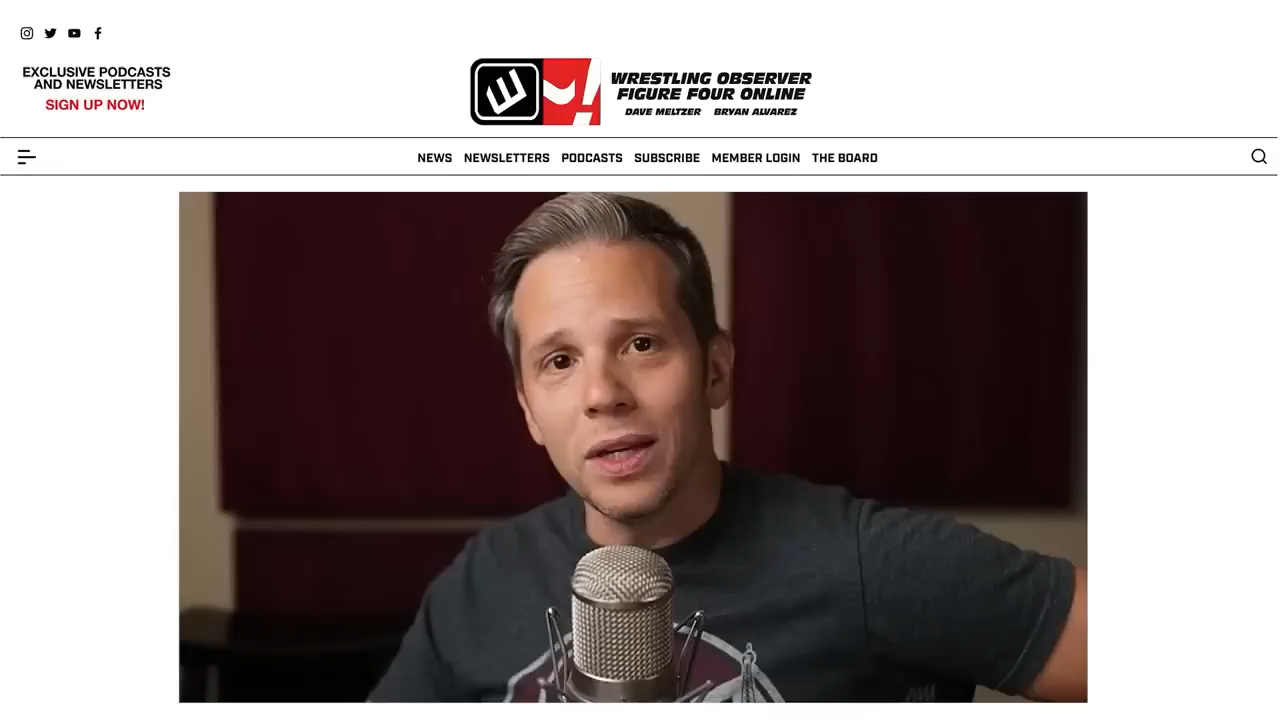 EXCLUSIVE PODCASTS
AND NEWSLETTERS
SIGN UP NOW!
WRESTLING OBSERVER
FIGURE FOUR ONLINE
DAVE MELTZER BRYAN ALVAREZ
NEWS NEWSLETTERS PODCASTS SUBSCRIBE MEMBER LOGIN THE BOARD